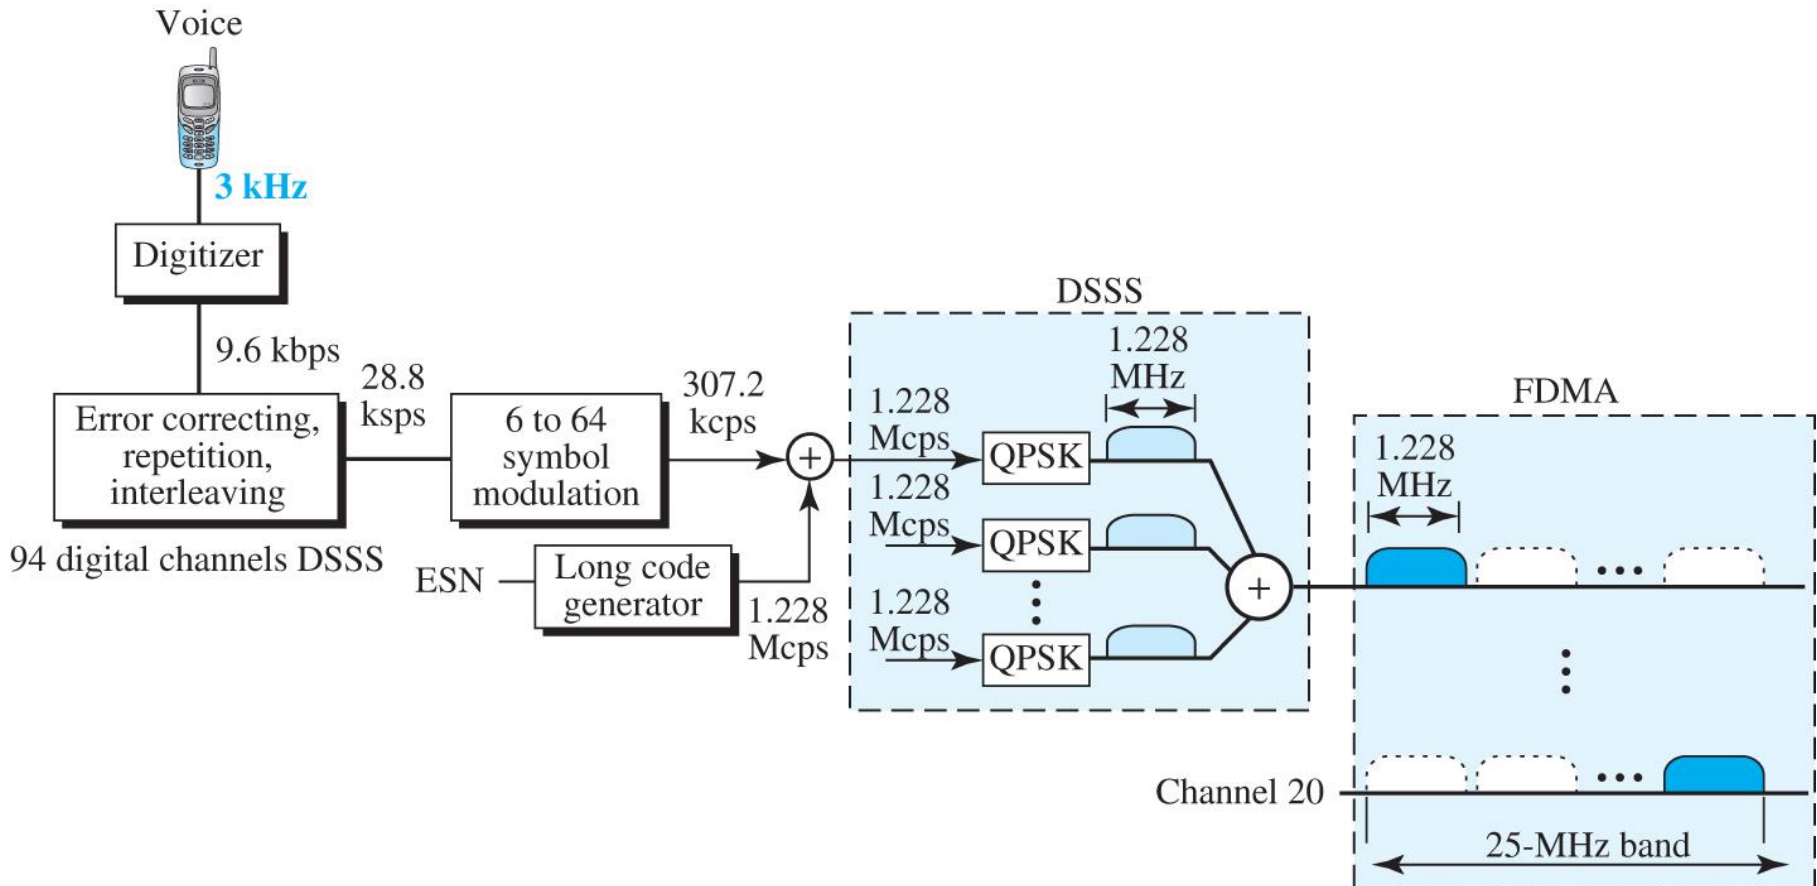 Voice
3 kHz
Digitizer
9.6 kbps
Error correcting,
repetition,
interleaving
94 digital channels DSSS
28.8
ksps
6 to 64
symbol
modulation
307.2
kcps
+
ESN
Long code
generator
1.228
Mcps
DSSS
1.228
MHz
1.228
Mcps
QPSK
1.228
Mcps
QPSK
1.228
Mcps
QPSK
+
FDMA
1.228
MHz
Channel 20
25-MHz band